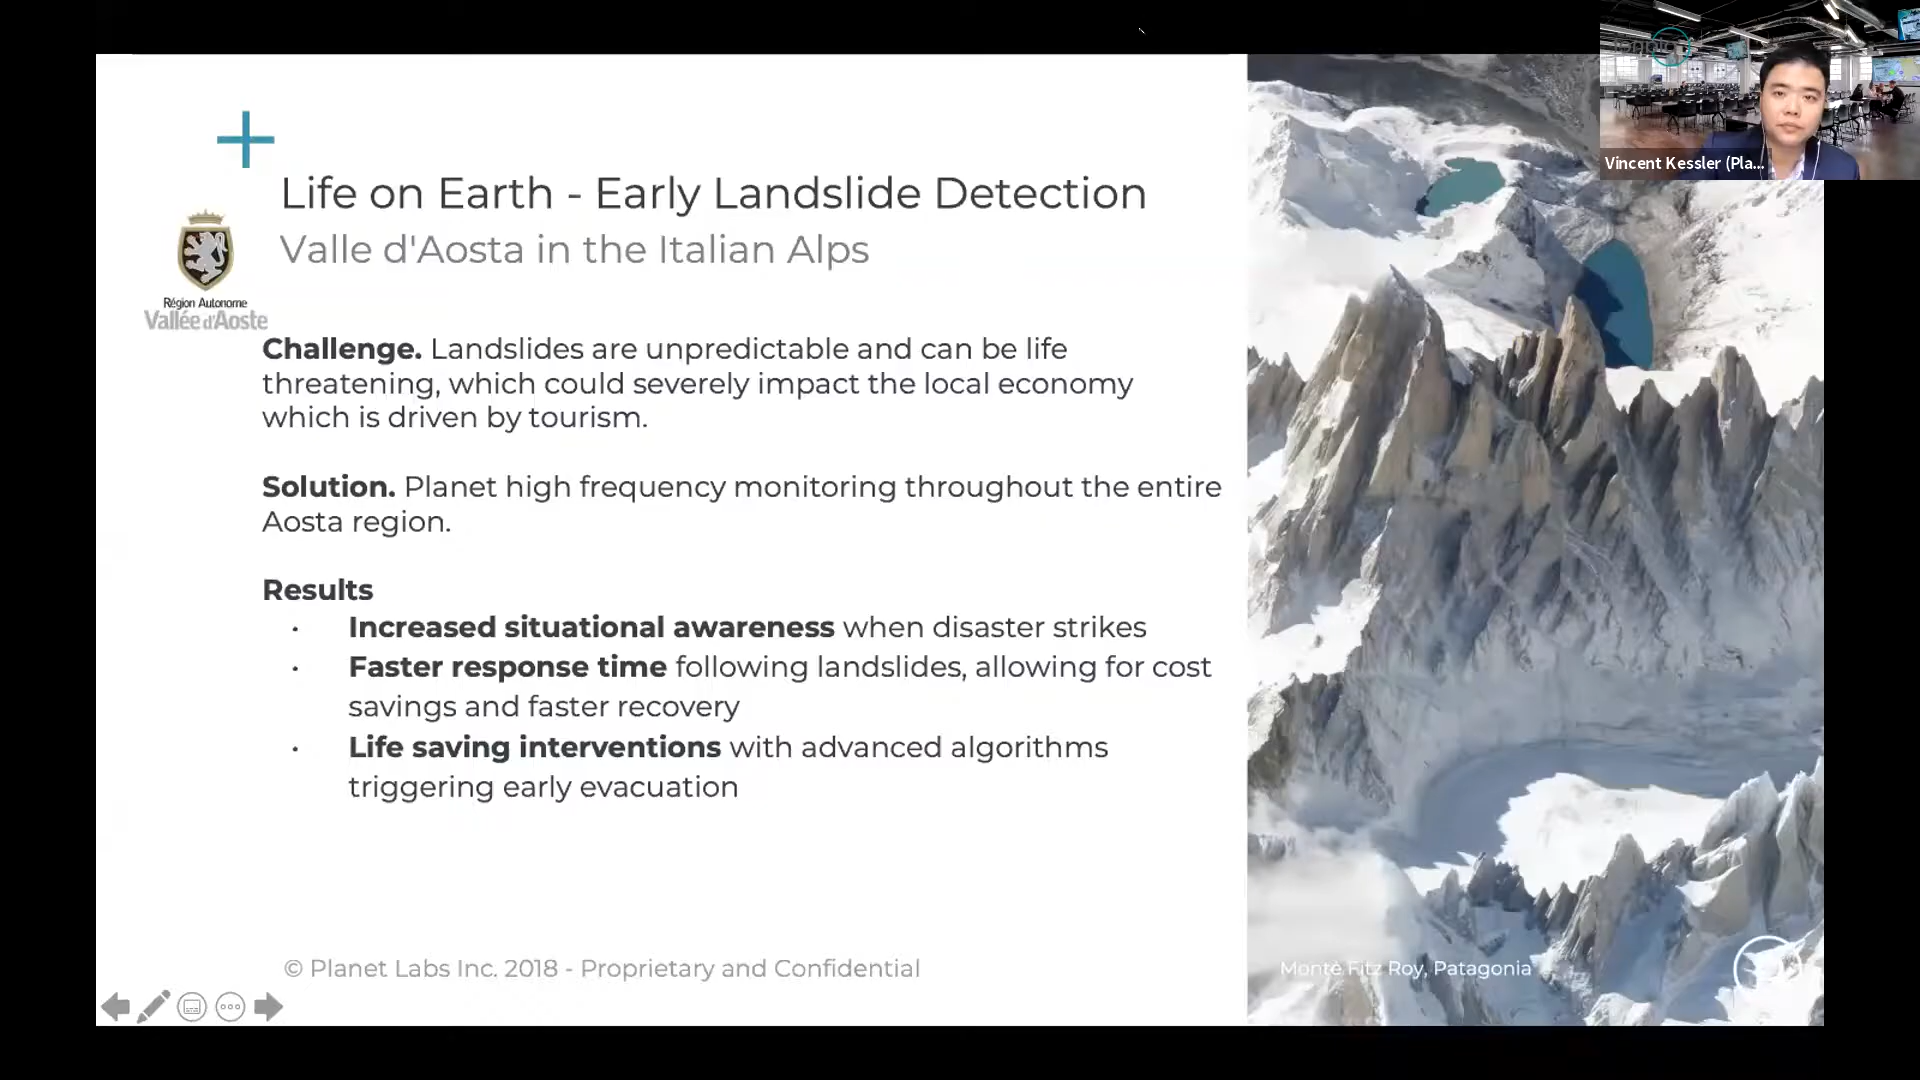 Life on Earth - Early Landslide Detection
Valle d'Aosta in the Italian Alps
Région Autonome
Vallée d'Aoste
Challenge. Landslides are unpredictable and can be life
threatening, which could severely impact the local economy
which is driven by tourism.
Solution. Planet high frequency monitoring throughout the entire
Aosta region.
Results
· Increased situational awareness when disaster strikes
· Faster response time following landslides, allowing for cost
savings and faster recovery
· Life saving interventions with advanced algorithms
triggering early evacuation
© Planet Labs Inc. 2018 - Proprietary and Confidential
Monte Fitz Roy, Patagonia
Vincent Kessler (Pla...